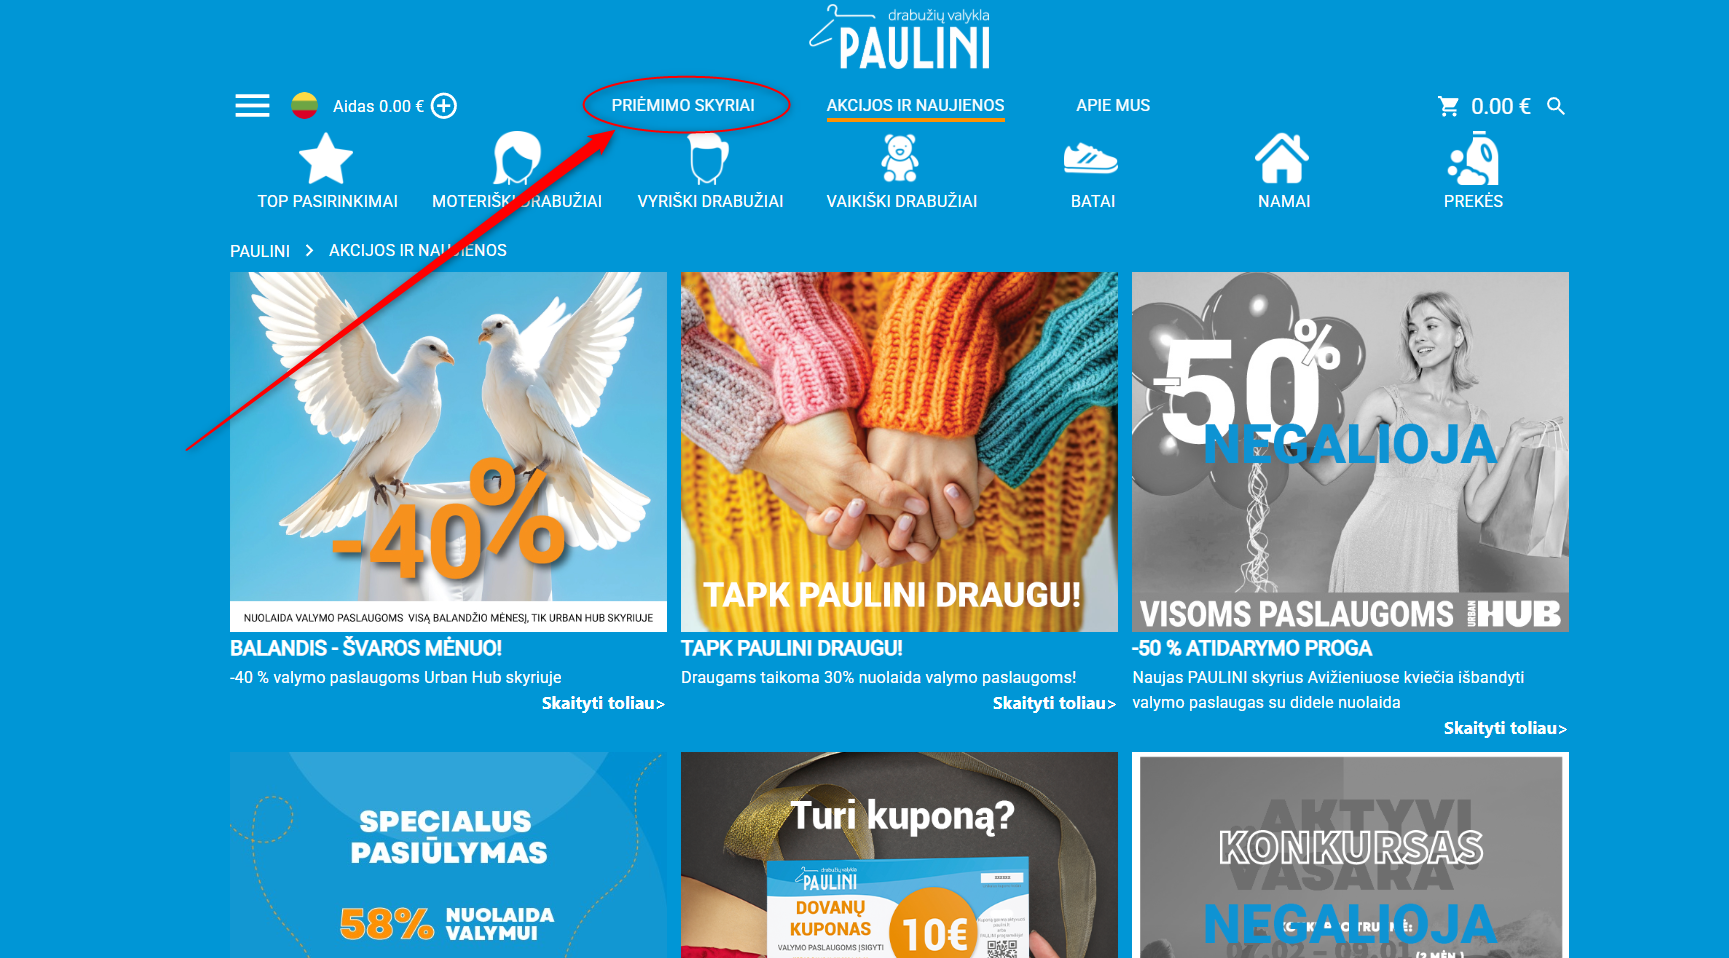 drabužių valykla
PAULINI
Aidas 0.00 €
PRIĖMIMO SKYRIAI
AKCIJOS IR NAUJIENOS
APIE MUS
0.00 €
TOP PASIRINKIMAI
MOTERIŠKI DRABUŽIAI
VYRIŠKI DRABUŽIAI
VAIKIŠKI DRABUŽIAI
BATAI
NAMAI
PREKĖS
PAULINI > AKCIJOS IR NAUJIENOS
-40%
NUOLAIDA VALYMO PASLAUGOMS VISĄ BALANDŽIO MĖNESĮ, TIK URBAN HUB SKYRIUJE
BALANDIS - ŠVAROS MĖNUO!
-40 % valymo paslaugoms Urban Hub skyriuje
Skaityti toliau>
TAPK PAULINI DRAUGU!
TAPK PAULINI DRAUGU!
Draugams taikoma 30% nuolaida valymo paslaugoms!
Skaityti toliau>
-50%
NEGALIOJA
VISOMS PASLAUGOMS URBAN HUB
-50 % ATIDARYMO PROGA
Naujas PAULINI skyrius Avižieniuose kviečia išbandyti
valymo paslaugas su didele nuolaida
Skaityti toliau>
SPECIALUS
PASIŪLYMAS
58% NUOLAIDA
VALYMUI
Turi kuponą?
drabužių valykla
PAULINI
DOVANŲ
KUPONAS
VALYMO PASLAUGOMS ĮSIGYTI
10€
AKTYVI
KONKURSAS
VASARA"
NEGALIOJA
(2 MĖN.)